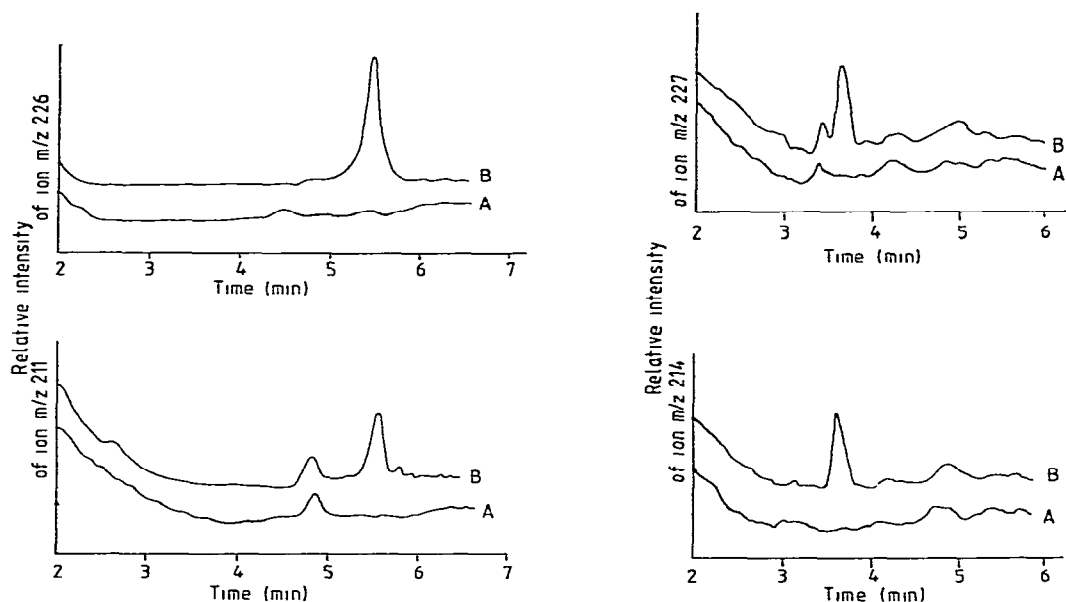 Relative intensity
of ion m/z 226
B
A
2 3 4 5 6 7
Time (min)
of ion m/z 211
B
A
2 3 4 5 6 7
Time (min)
Relative intensity
of ion m/z 227
B
A
2 3 4 5 6
Time (min)
of ion m/z 214
B
A
2 3 4 5 6
Time (min)